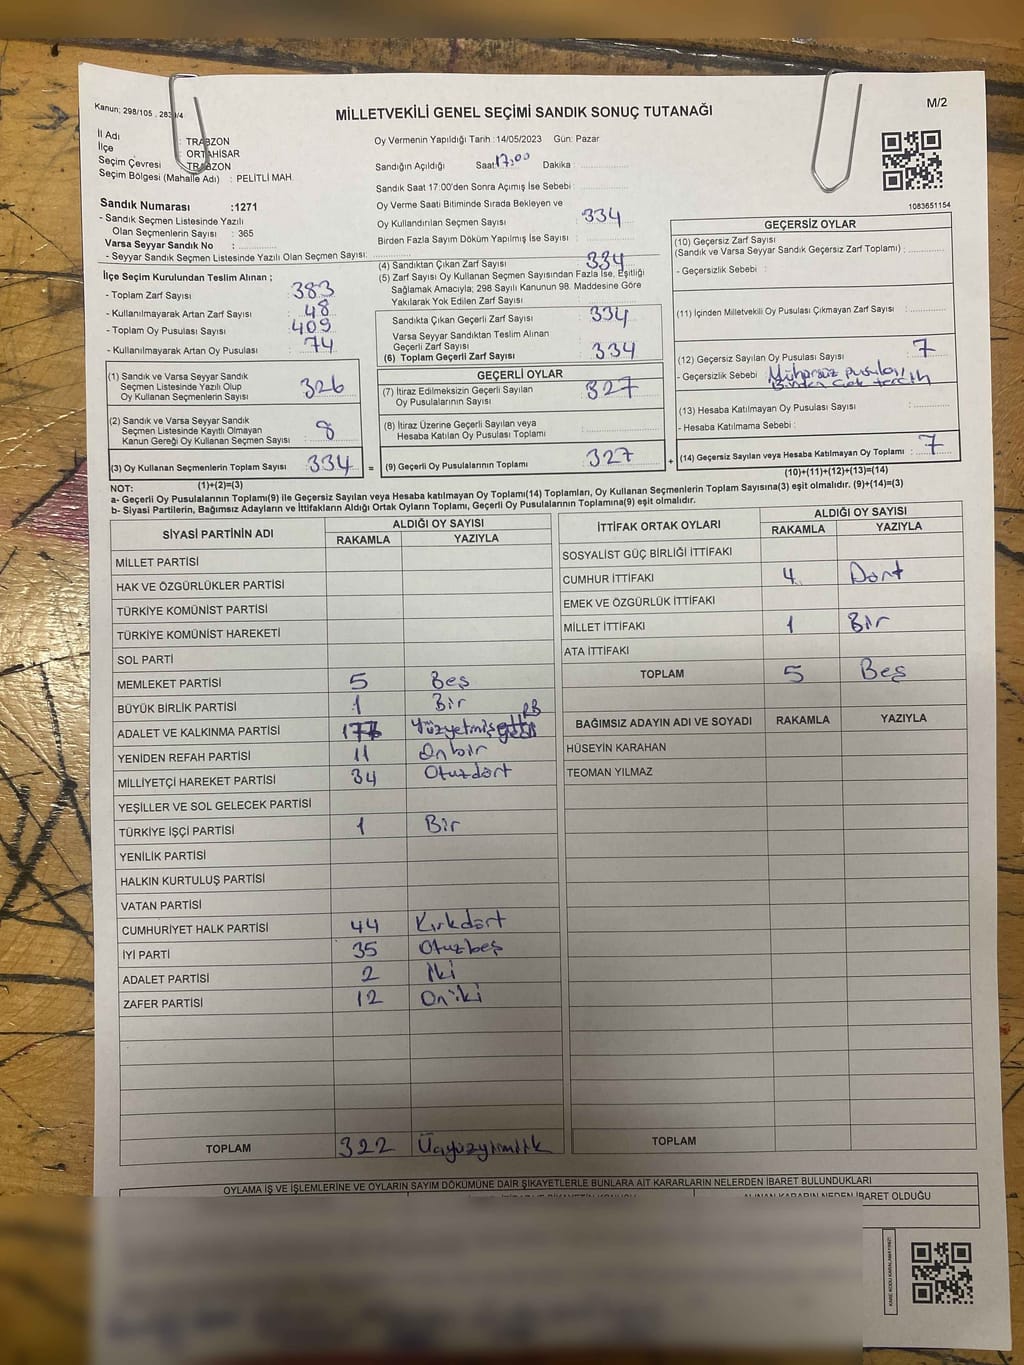 Kanun; 298/105 . 2839/4
MİLLETVEKİLİ GENEL SEÇİMİ SANDIK SONUÇ TUTANAĞI
M/2
İl Adı : TRABZON
İlçe : ORTAHİSAR
Seçim Çevresi : TRABZON
Seçim Bölgesi (Mahalle Adı) : PELİTLİ MAH.
Oy Vermenin Yapıldığı Tarih : 14/05/2023 Gün: Pazar
Sandığın Açıldığı Saat 17:00 Dakika :
Sandık Saat 17:00'den Sonra Açımış İse Sebebi :
Oy Verme Saati Bitiminde Sırada Bekleyen ve
Oy Kullandırılan Seçmen Sayısı : 334
Birden Fazla Sayım Döküm Yapılmış İse Sayısı :
1083651154
Sandık Numarası :1271
- Sandık Seçmen Listesinde Yazılı
Olan Seçmenlerin Sayısı : 365
Varsa Seyyar Sandık No :
- Seyyar Sandık Seçmen Listesinde Yazılı Olan Seçmen Sayısı:
İlçe Seçim Kurulundan Teslim Alınan ;
- Toplam Zarf Sayısı : 383
- Kullanılmayarak Artan Zarf Sayısı : 48
- Toplam Oy Pusulası Sayısı : 409
- Kullanılmayarak Artan Oy Pusulası : 74
(1) Sandık ve Varsa Seyyar Sandık
Seçmen Listesinde Yazılı Olup
Oy Kullanan Seçmenlerin Sayısı : 326
(2) Sandık ve Varsa Seyyar Sandık
Seçmen Listesinde Kayıtlı Olmayan
Kanun Gereği Oy Kullanan Seçmen Sayısı : 8
(3) Oy Kullanan Seçmenlerin Toplam Sayısı : 334 =
(1)+(2)=(3)
(4) Sandıktan Çıkan Zarf Sayısı : 334
(5) Zarf Sayısı Oy Kullanan Seçmen Sayısından Fazla İse, Eşitliği
Sağlamak Amacıyla; 298 Sayılı Kanunun 98. Maddesine Göre
Yakılarak Yok Edilen Zarf Sayısı :
Sandıkta Çıkan Geçerli Zarf Sayısı : 334
Varsa Seyyar Sandıktan Teslim Alınan
Geçerli Zarf Sayısı :
(6) Toplam Geçerli Zarf Sayısı : 334
GEÇERLİ OYLAR
(7) İtiraz Edilmeksizin Geçerli Sayılan
Oy Pusulalarının Sayısı : 327
(8) İtiraz Üzerine Geçerli Sayılan veya
Hesaba Katılan Oy Pusulası Toplamı :
(9) Geçerli Oy Pusulalarının Toplamı : 327 +
GEÇERSİZ OYLAR
(10) Geçersiz Zarf Sayısı
(Sandık ve Varsa Seyyar Sandık Geçersiz Zarf Toplamı) :
- Geçersizlik Sebebi :
(11) İçinden Milletvekili Oy Pusulası Çıkmayan Zarf Sayısı :
(12) Geçersiz Sayılan Oy Pusulası Sayısı : 7
- Geçersizlik Sebebi : Mühürsüz pusula,
Birden çok tercih
(13) Hesaba Katılmayan Oy Pusulası Sayısı :
- Hesaba Katılmama Sebebi :
(14) Geçersiz Sayılan veya Hesaba Katılmayan Oy Toplamı : 7
(10)+(11)+(12)+(13)=(14)
NOT:
a- Geçerli Oy Pusulalarının Toplamı(9) ile Geçersiz Sayılan veya Hesaba katılmayan Oy Toplamı(14) Toplamları, Oy Kullanan Seçmenlerin Toplam Sayısına(3) eşit olmalıdır. (9)+(14)=(3)
b- Siyasi Partilerin, Bağımsız Adayların ve İttifakların Aldığı Ortak Oyların Toplamı, Geçerli Oy Pusulalarının Toplamına(9) eşit olmalıdır.
SİYASİ PARTİNİN ADI ALDIĞI OY SAYISI
RAKAMLA YAZIYLA
MİLLET PARTİSİ
HAK VE ÖZGÜRLÜKLER PARTİSİ
TÜRKİYE KOMÜNİST PARTİSİ
TÜRKİYE KOMÜNİST HAREKETİ
SOL PARTİ
MEMLEKET PARTİSİ 5 Beş
BÜYÜK BİRLİK PARTİSİ 1 Bir
ADALET VE KALKINMA PARTİSİ 177 Yüzyetmiş
YENİDEN REFAH PARTİSİ 11 Onbir
MİLLİYETÇİ HAREKET PARTİSİ 34 Otuzdört
YEŞİLLER VE SOL GELECEK PARTİSİ
TÜRKİYE İŞÇİ PARTİSİ 1 Bir
YENİLİK PARTİSİ
HALKIN KURTULUŞ PARTİSİ
VATAN PARTİSİ
CUMHURİYET HALK PARTİSİ 44 Kırkdört
İYİ PARTİ 35 Otuzbeş
ADALET PARTİSİ 2 İki
ZAFER PARTİSİ 12 Oniki
TOPLAM 322 Üçyüzyirmiik
İTTİFAK ORTAK OYLARI ALDIĞI OY SAYISI
RAKAMLA YAZIYLA
SOSYALİST GÜÇ BİRLİĞİ İTTİFAKI
CUMHUR İTTİFAKI 4 Dört
EMEK VE ÖZGÜRLÜK İTTİFAKI
MİLLET İTTİFAKI 1 Bir
ATA İTTİFAKI
TOPLAM 5 Beş
BAĞIMSIZ ADAYIN ADI VE SOYADI RAKAMLA YAZIYLA
HÜSEYİN KARAHAN
TEOMAN YILMAZ
TOPLAM
OYLAMA İŞ VE İŞLEMLERİNE VE OYLARIN SAYIM DÖKÜMÜNE DAİR ŞİKAYETLERLE BUNLARA AİT KARARLARIN NELERDEN İBARET BULUNDUKLARI
ALINAN KARARIN NEDEN İBARET OLDUĞU